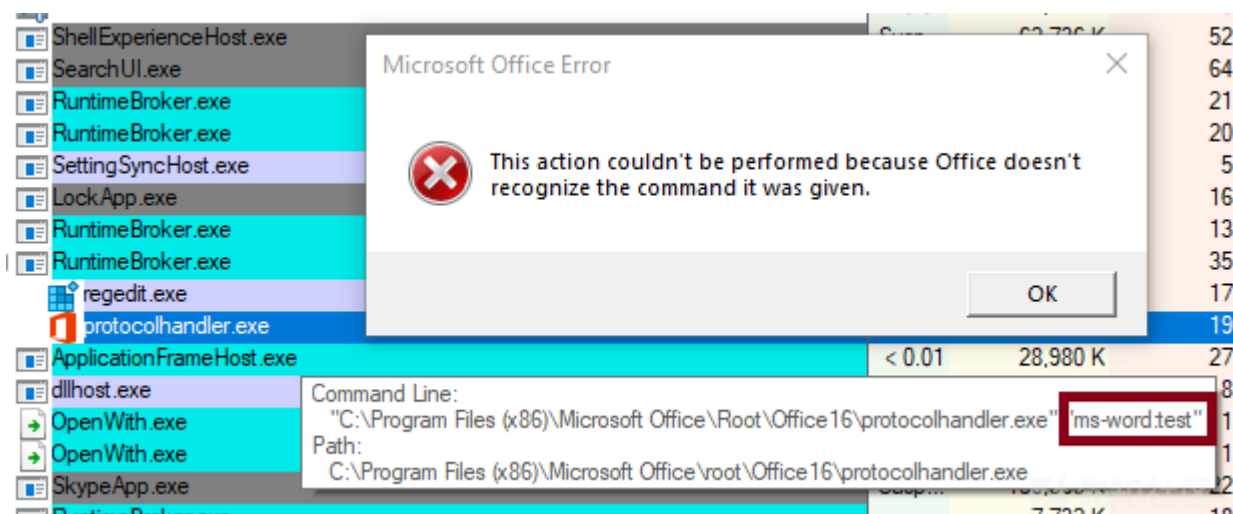 ShellExperienceHost.exe
52
Microsoft Office Error
SearchUI.exe
64
RuntimeBroker.exe
21
RuntimeBroker.exe
20
This action couldn't be performed because Office doesn't
SettingSyncHost.exe
5
recognize the command it was given.
LockApp.exe
16
RuntimeBroker.exe
13
RuntimeBroker.exe
35
regedit.exe
OK
17
protocolhandler.exe
19
ApplicationFrameHost.exe
< 0.01
28,980 K
27
dllhost.exe
Command Line:
8
OpenWith.exe
"C:\Program Files (x86)\Microsoft Office\Root\Office16\protocolhandler.exe" "ms-word:test"
1
Path:
OpenWith.exe
1
C:\Program Files (x86)\Microsoft Office\root\Office16\protocolhandler.exe
SkypeApp.exe
22